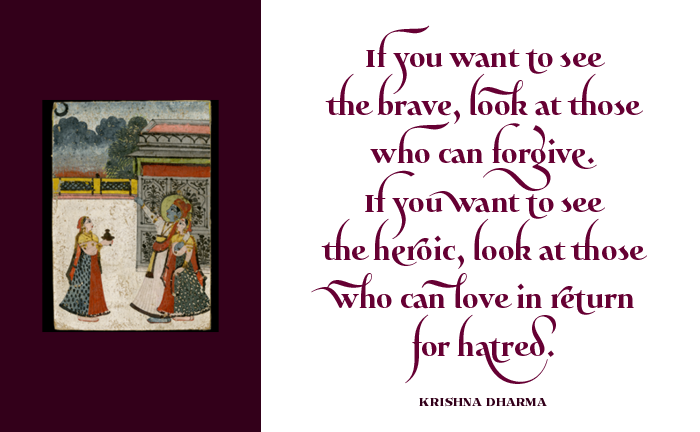 If you want to see
the brave, look at those
who can forgive.
If you want to see
the heroic, look at those
who can love in return
for hatred.
KRISHNA DHARMA